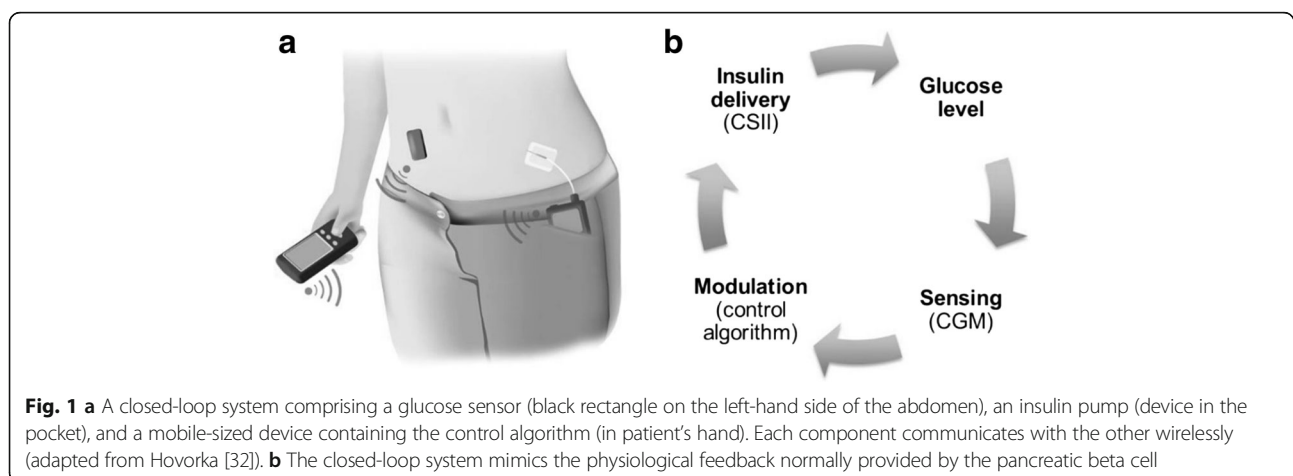 a
b
Insulin
delivery
(CSII)
Glucose
level
Sensing
(CGM)
Modulation
(control
algorithm)
Fig. 1 a A closed-loop system comprising a glucose sensor (black rectangle on the left-hand side of the abdomen), an insulin pump (device in the
pocket), and a mobile-sized device containing the control algorithm (in patient's hand). Each component communicates with the other wirelessly
(adapted from Hovorka [32]). b The closed-loop system mimics the physiological feedback normally provided by the pancreatic beta cell